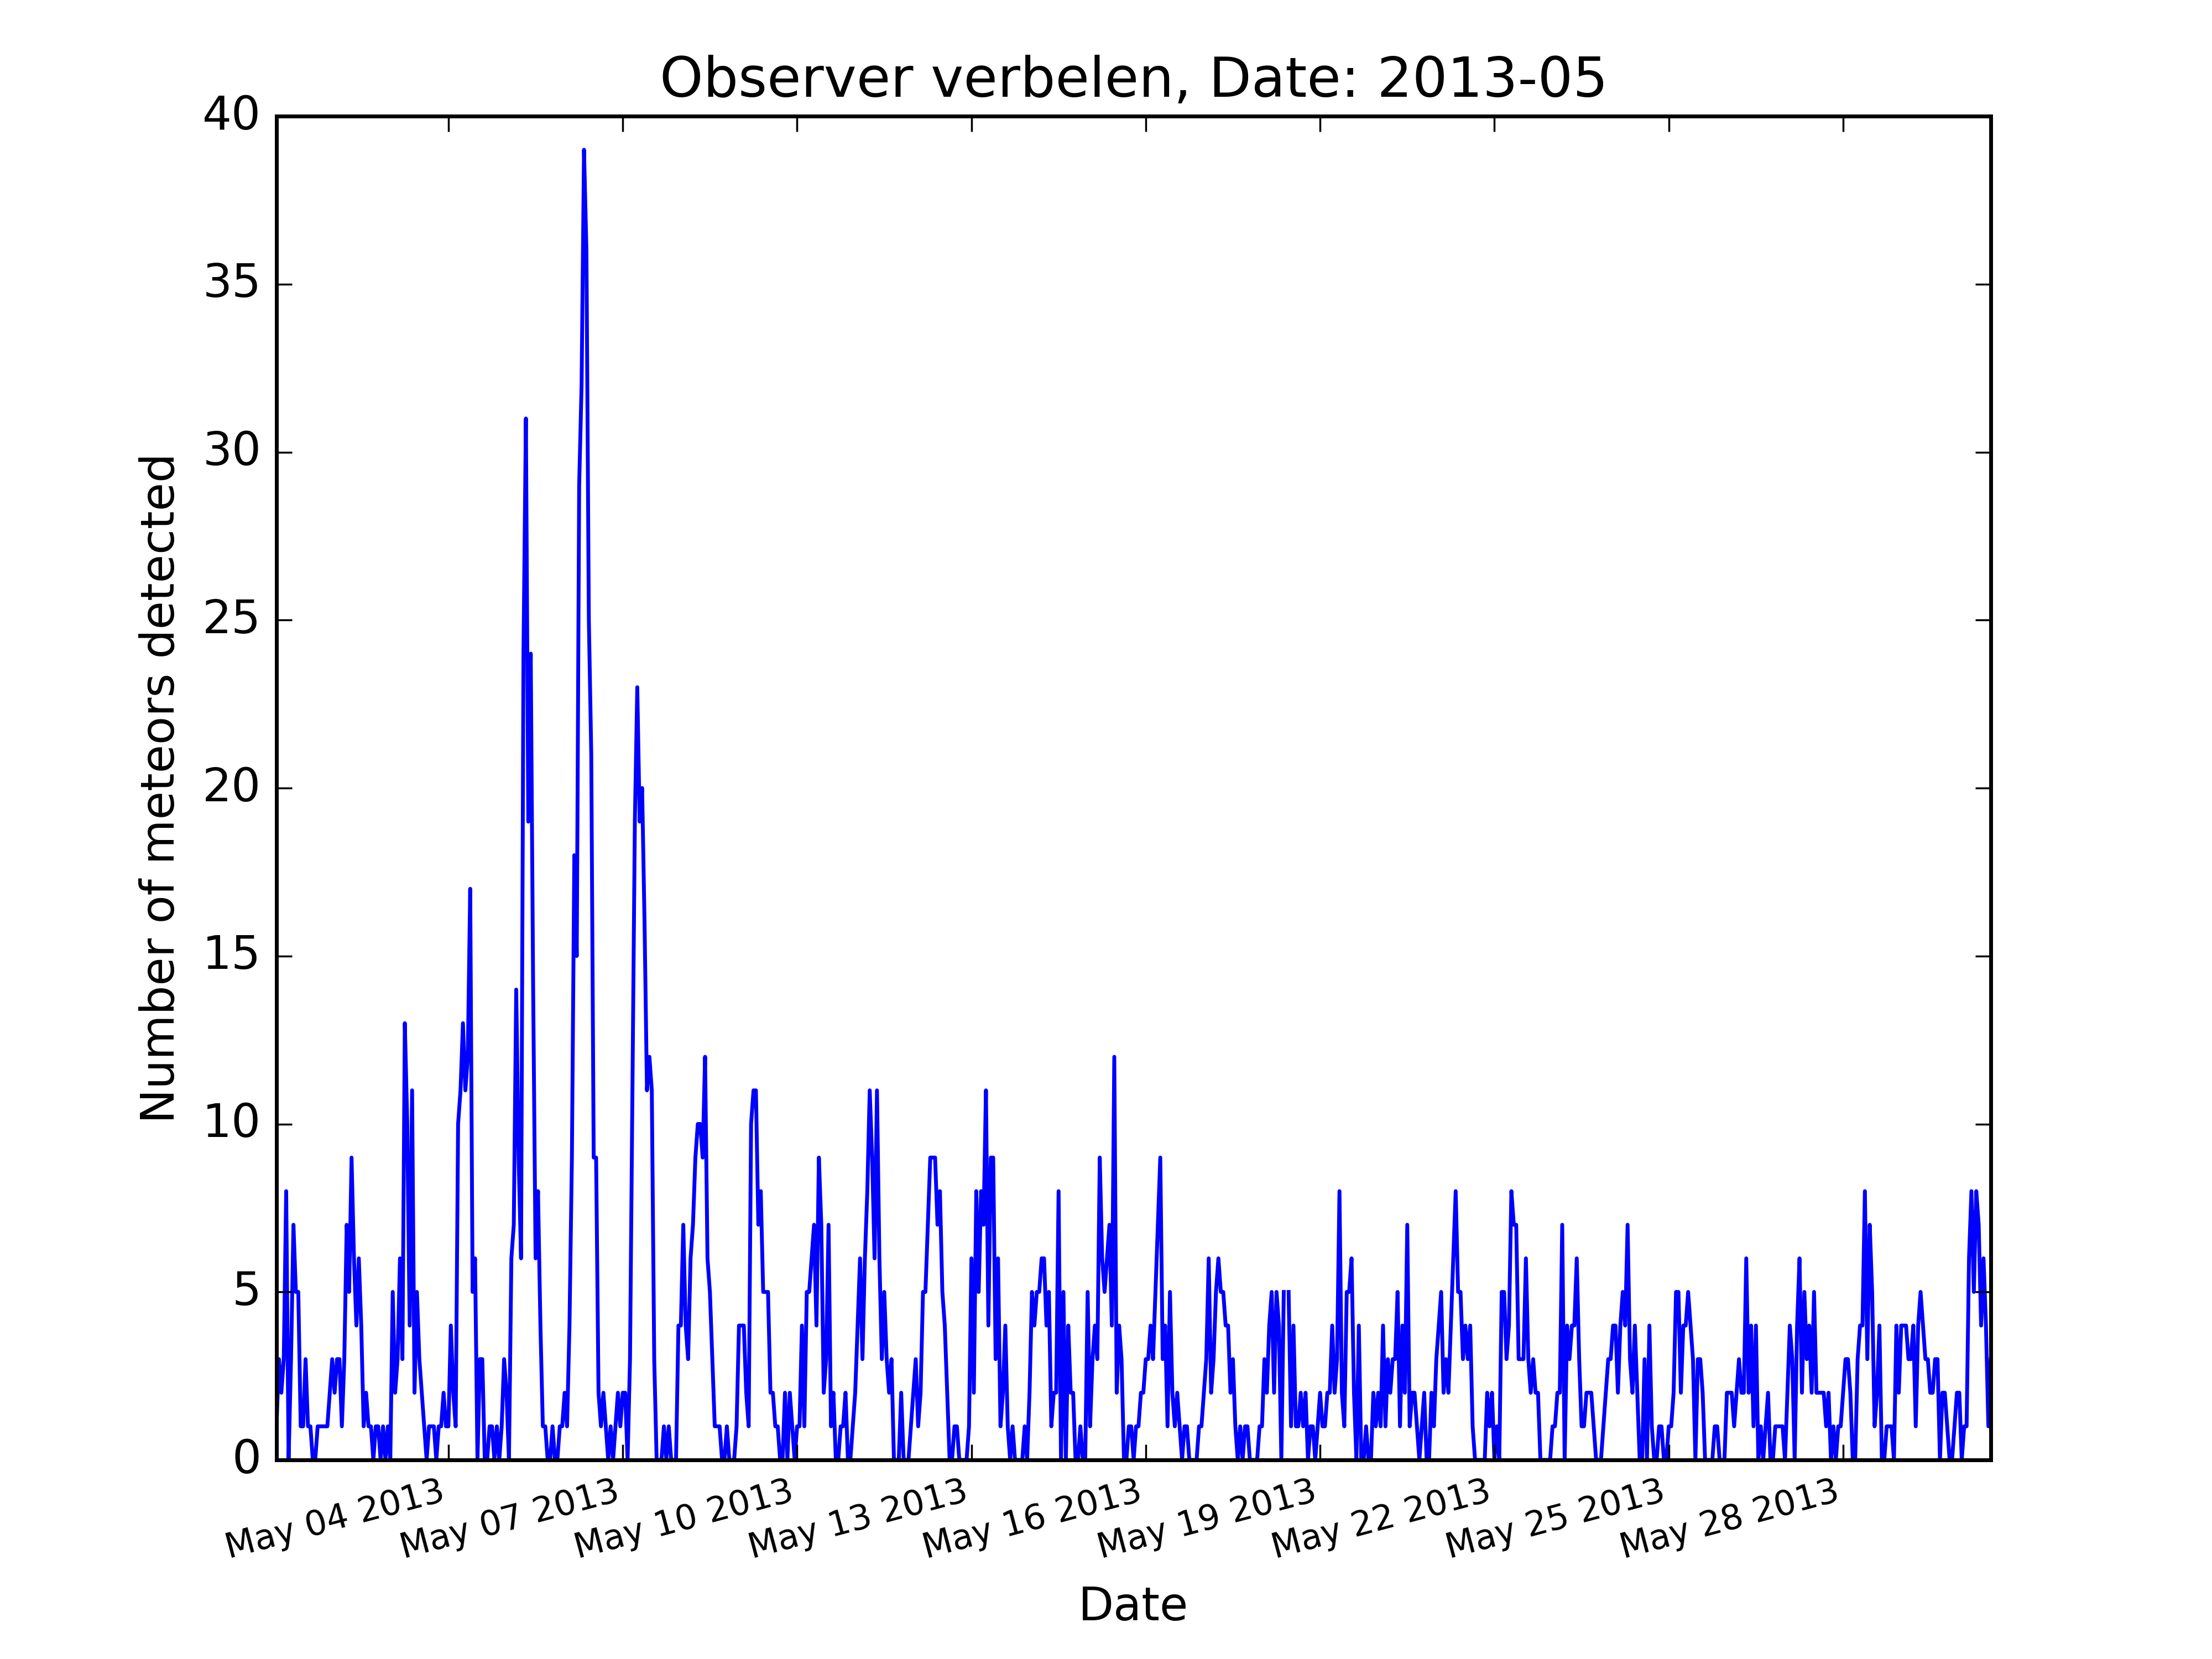 Observer verbelen, Date: 2013-05
40
35
30
25
20
15
10
5
0
Number of meteors detected
May 04 2013
May 07 2013
May 10 2013
May 13 2013
May 16 2013
May 19 2013
May 22 2013
May 25 2013
May 28 2013
Date